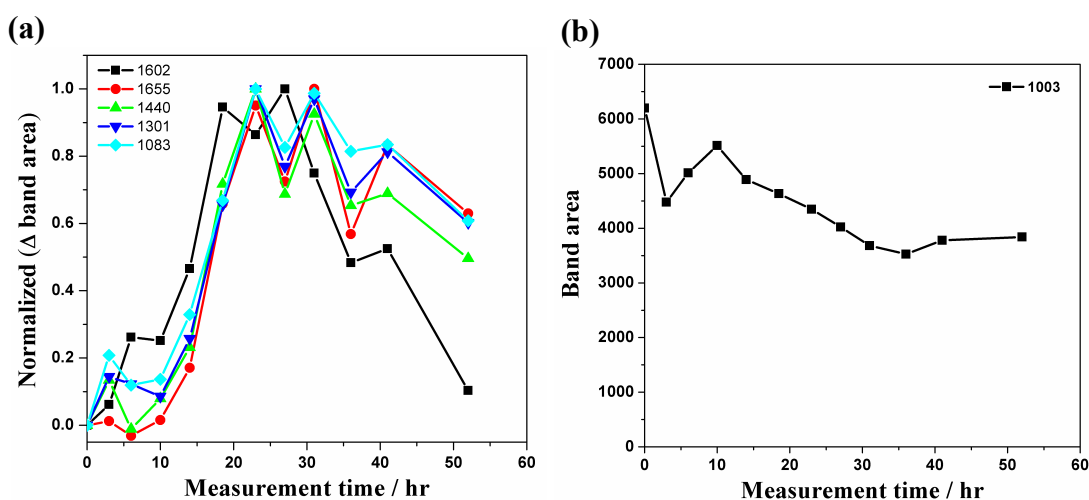 (a)
1602
1655
1440
1301
1083
Normalized (Δ band area)
1.0
0.8
0.6
0.4
0.2
0.0
0 10 20 30 40 50 60
Measurement time / hr
(b)
1003
Band area
7000
6000
5000
4000
3000
2000
1000
0
0 10 20 30 40 50 60
Measurement time / hr